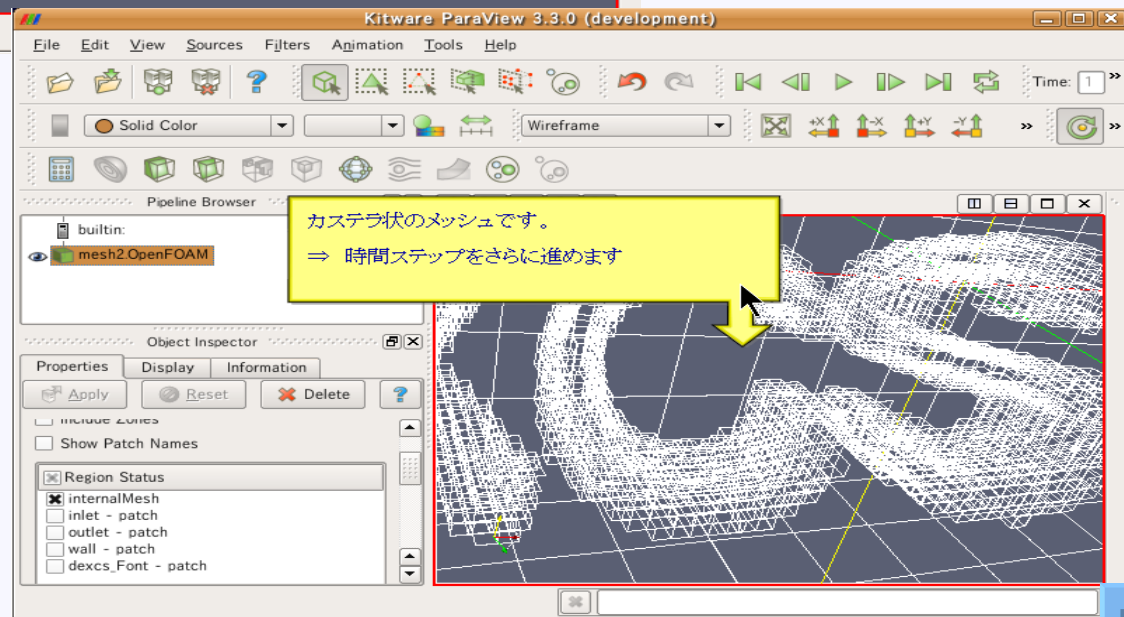 Kitware ParaView 3.3.0 (development)
File Edit View Sources Filters Animation Tools Help
Time: 1
Solid Color
Wireframe
+X -X +Y -Y
Pipeline Browser
builtin:
mesh2.OpenFOAM
カステラ状のメッシュです。
⇒ 時間ステップをさらに進めます
Object Inspector
Properties Display Information
Apply Reset Delete ?
Include Zones
Show Patch Names
Region Status
internalMesh
inlet - patch
outlet - patch
wall - patch
dexcs_Font - patch